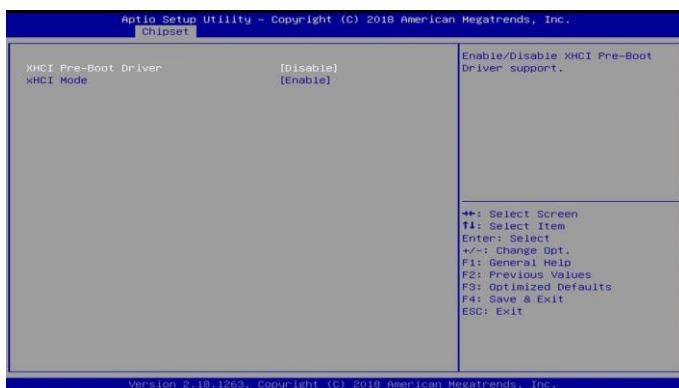 Aptio Setup Utility – Copyright (C) 2018 American Megatrends, Inc.
Chipset
XHCI Pre-Boot Driver [Disable]
xHCI Mode [Enable]
Enable/Disable XHCI Pre-Boot
Driver support.
→←: Select Screen
↑↓: Select Item
Enter: Select
+/-: Change Opt.
F1: General Help
F2: Previous Values
F3: Optimized Defaults
F4: Save & Exit
ESC: Exit
Version 2.18.1263. Copyright (C) 2018 American Megatrends, Inc.